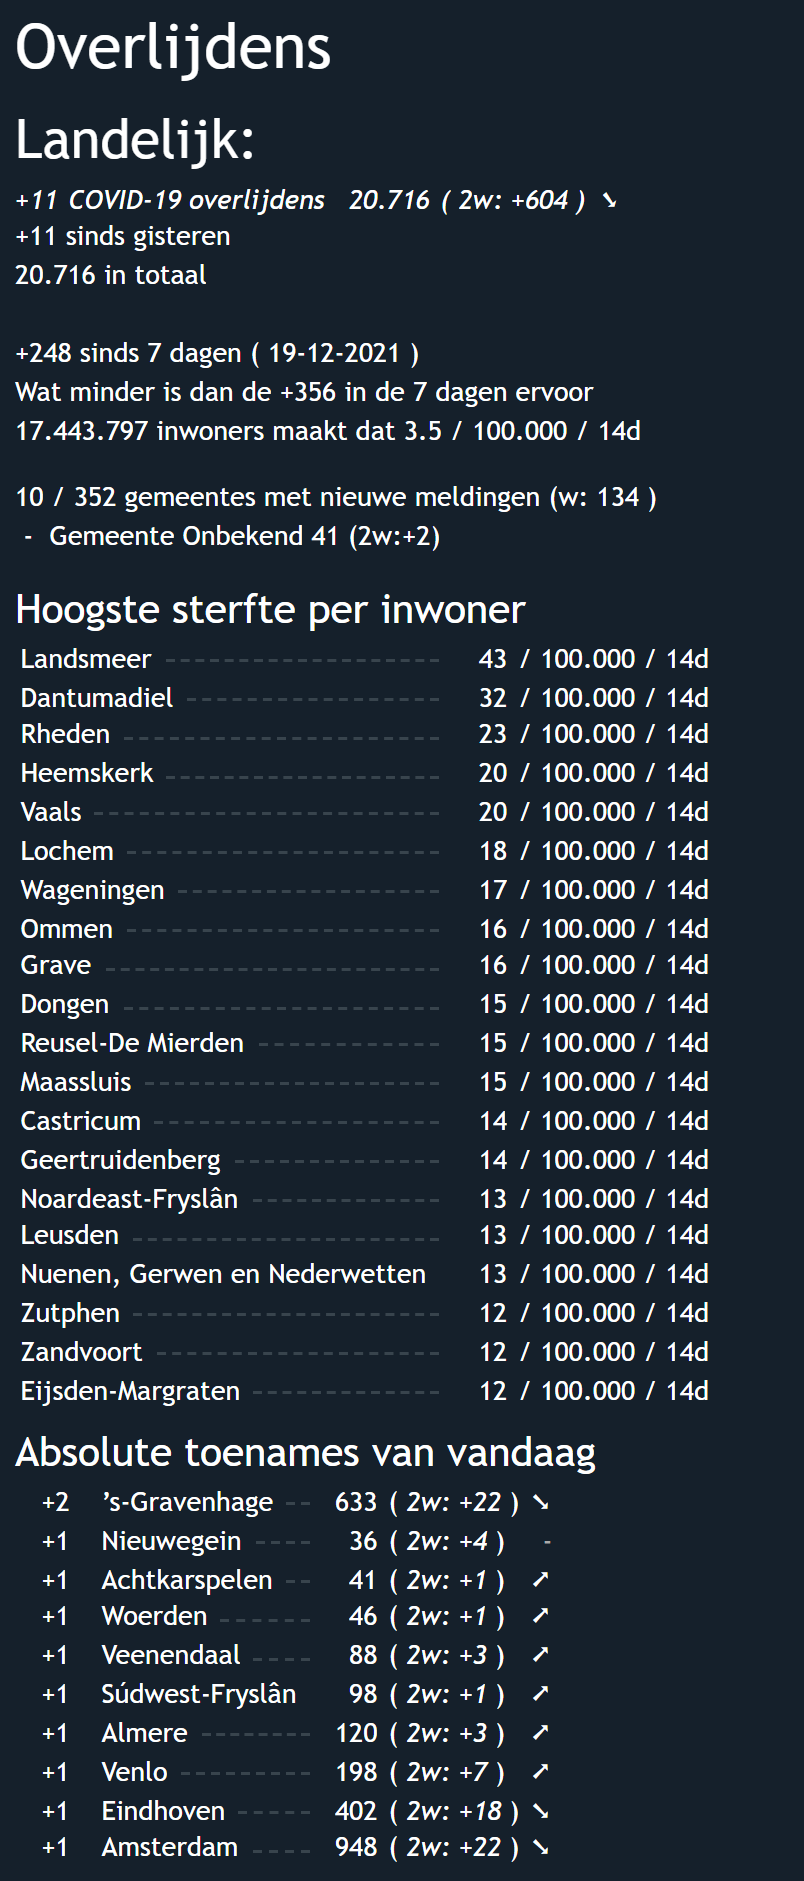 Overlijdens
Landelijk:
+11 COVID-19 overlijdens 20.716 ( 2w: +604 ) ➘
+11 sinds gisteren
20.716 in totaal
+248 sinds 7 dagen ( 19-12-2021 )
Wat minder is dan de +356 in de 7 dagen ervoor
17.443.797 inwoners maakt dat 3.5 / 100.000 / 14d
10 / 352 gemeentes met nieuwe meldingen (w: 134 )
- Gemeente Onbekend 41 (2w:+2)
Hoogste sterfte per inwoner
Landsmeer 43 / 100.000 / 14d
Dantumadiel 32 / 100.000 / 14d
Rheden 23 / 100.000 / 14d
Heemskerk 20 / 100.000 / 14d
Vaals 20 / 100.000 / 14d
Lochem 18 / 100.000 / 14d
Wageningen 17 / 100.000 / 14d
Ommen 16 / 100.000 / 14d
Grave 16 / 100.000 / 14d
Dongen 15 / 100.000 / 14d
Reusel-De Mierden 15 / 100.000 / 14d
Maassluis 15 / 100.000 / 14d
Castricum 14 / 100.000 / 14d
Geertruidenberg 14 / 100.000 / 14d
Noardeast-Fryslân 13 / 100.000 / 14d
Leusden 13 / 100.000 / 14d
Nuenen, Gerwen en Nederwetten 13 / 100.000 / 14d
Zutphen 12 / 100.000 / 14d
Zandvoort 12 / 100.000 / 14d
Eijsden-Margraten 12 / 100.000 / 14d
Absolute toenames van vandaag
+2 ’s-Gravenhage 633 ( 2w: +22 ) ➘
+1 Nieuwegein 36 ( 2w: +4 ) -
+1 Achtkarspelen 41 ( 2w: +1 ) ➚
+1 Woerden 46 ( 2w: +1 ) ➚
+1 Veenendaal 88 ( 2w: +3 ) ➚
+1 Súdwest-Fryslân 98 ( 2w: +1 ) ➚
+1 Almere 120 ( 2w: +3 ) ➚
+1 Venlo 198 ( 2w: +7 ) ➚
+1 Eindhoven 402 ( 2w: +18 ) ➘
+1 Amsterdam 948 ( 2w: +22 ) ➘